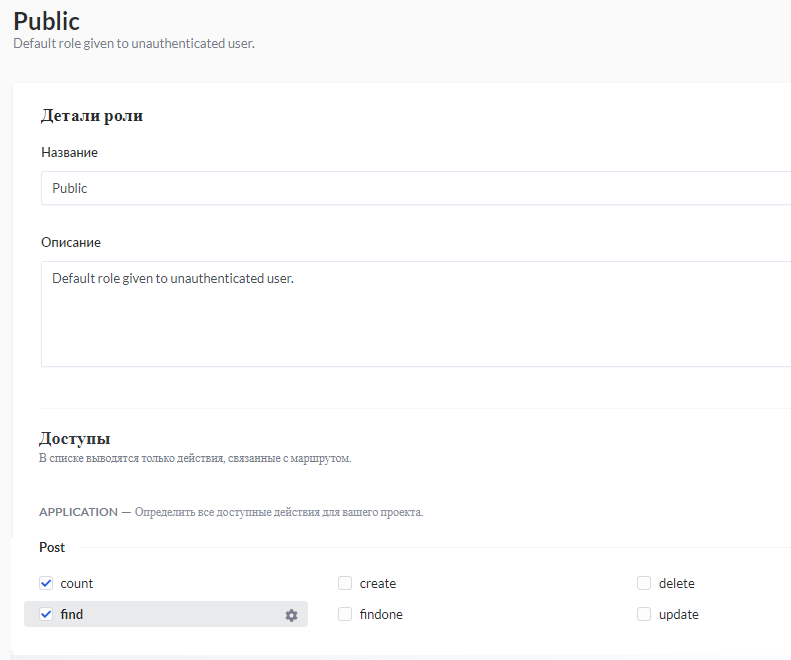 Public
Default role given to unauthenticated user.
Детали роли
Название
Public
Описание
Default role given to unauthenticated user.
Доступы
В списке выводятся только действия, связанные с маршрутом.
APPLICATION — Определить все доступные действия для вашего проекта.
Post
count create delete
find findone update